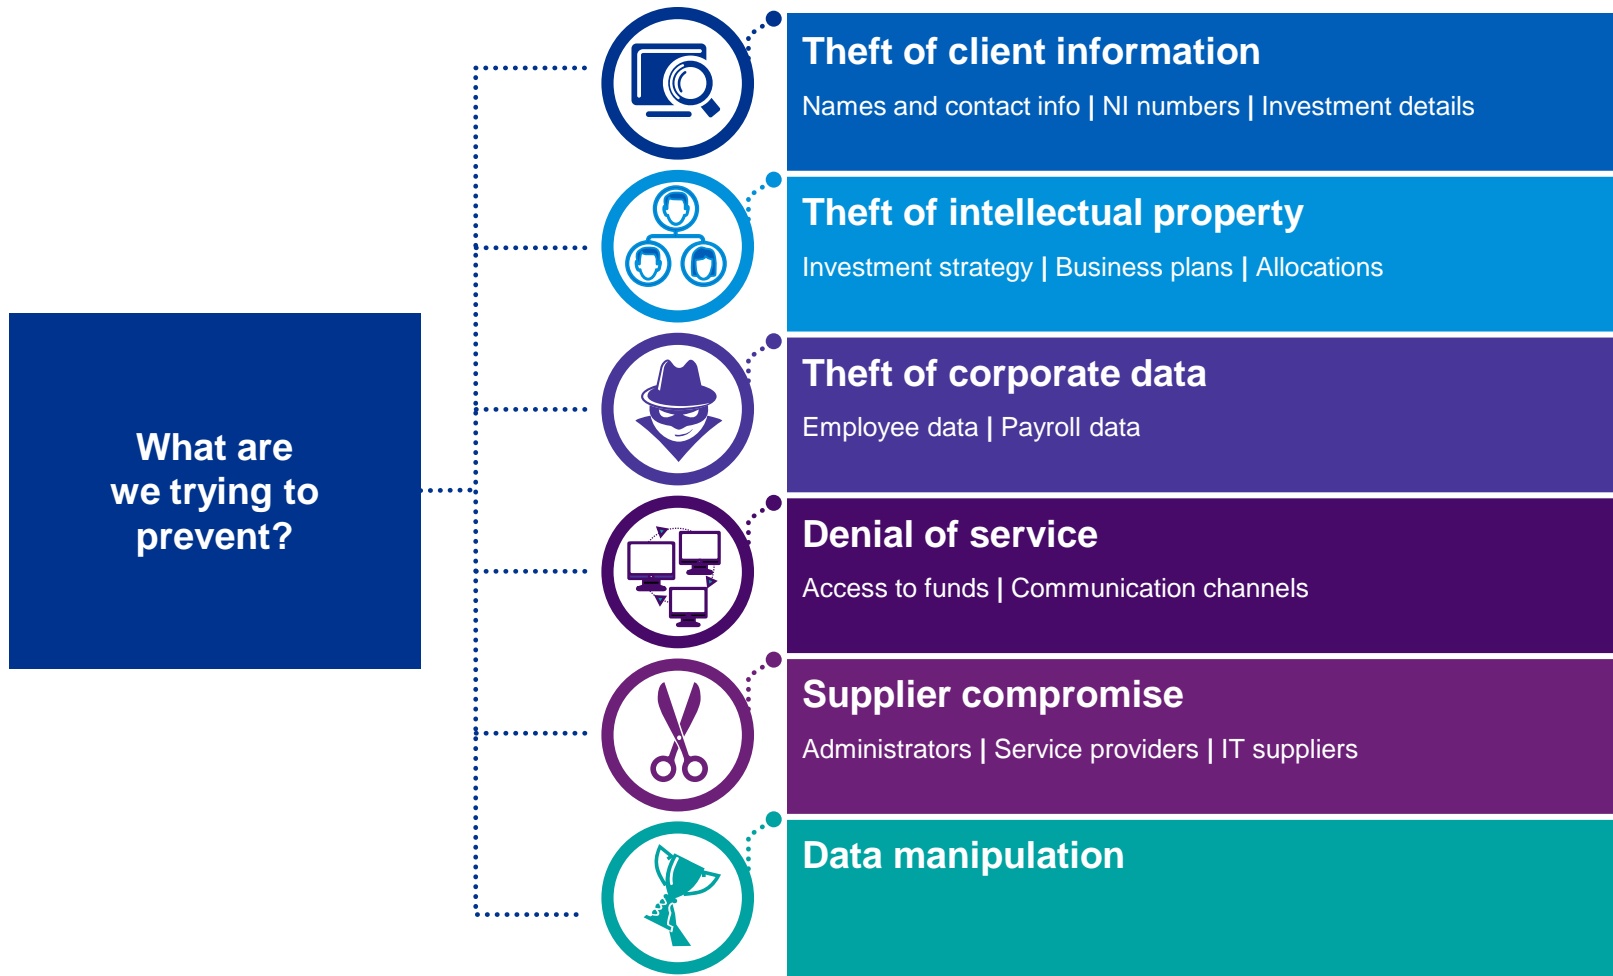 What are
we trying to
prevent?
Theft of client information
Names and contact info | NI numbers | Investment details
Theft of intellectual property
Investment strategy | Business plans | Allocations
Theft of corporate data
Employee data | Payroll data
Denial of service
Access to funds | Communication channels
Supplier compromise
Administrators | Service providers | IT suppliers
Data manipulation